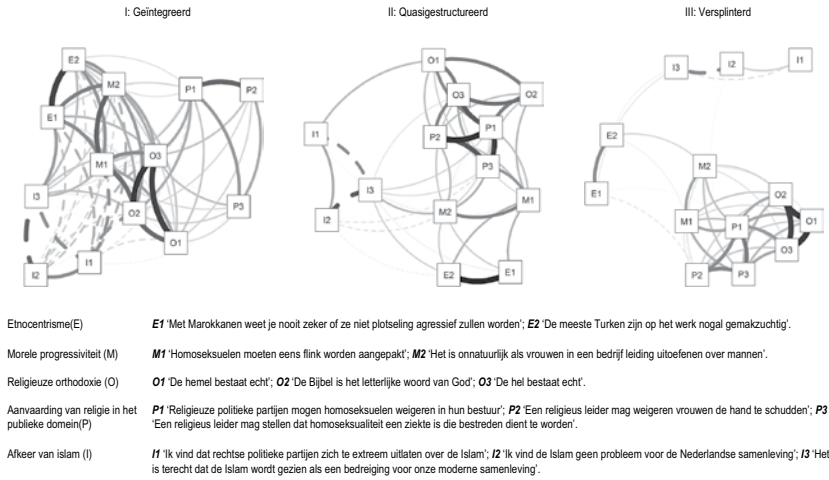 I: Geïntegreerd II: Quasigestructureerd III: Versplinterd
E2
M2
P1
P2
E1
M1
O3
I3
O2
P3
O1
I2
I1
O1
O3
O2
I1
P2
P1
P3
I3
I2
M2
M1
E2
E1
I3
I2
I1
E2
E1
M2
O2
M1
P1
O1
O3
P2
P3
Etnocentrisme(E) E1 'Met Marokkanen weet je nooit zeker of ze niet plotseling agressief zullen worden'; E2 'De meeste Turken zijn op het werk nogal gemakzuchtig'.
Morele progressiviteit (M) M1 'Homoseksuelen moeten eens flink worden aangepakt'; M2 'Het is onnatuurlijk als vrouwen in een bedrijf leiding uitoefenen over mannen'.
Religieuze orthodoxie (O) O1 'De hemel bestaat echt'; O2 'De Bijbel is het letterlijke woord van God'; O3 'De hel bestaat echt'.
Aanvaarding van religie in het P1 'Religieuze politieke partijen mogen homoseksuelen weigeren in hun bestuur'; P2 'Een religieus leider mag weigeren vrouwen de hand te schudden'; P3
publieke domein(P) 'Een religieus leider mag stellen dat homoseksualiteit een ziekte is die bestreden dient te worden'.
Afkeer van islam (I) I1 'Ik vind dat rechtse politieke partijen zich te extreem uitlaten over de Islam'; I2 'Ik vind de Islam geen probleem voor de Nederlandse samenleving'; I3 'Het
is terecht dat de Islam wordt gezien als een bedreiging voor onze moderne samenleving'.